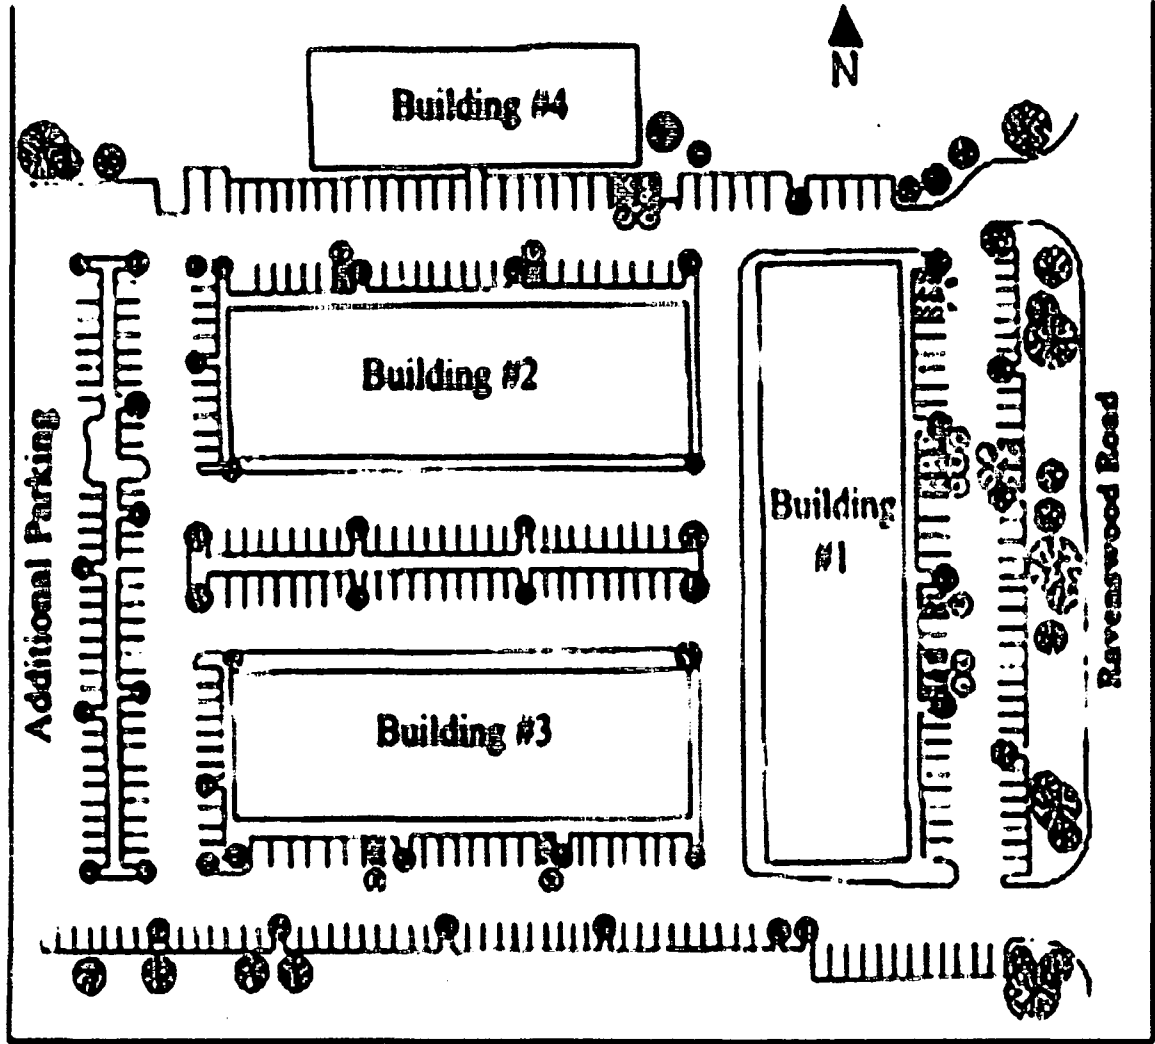 N
Building #4
Building #2
Building
#1
Building #3
Additional Parking
Ravenswood Road